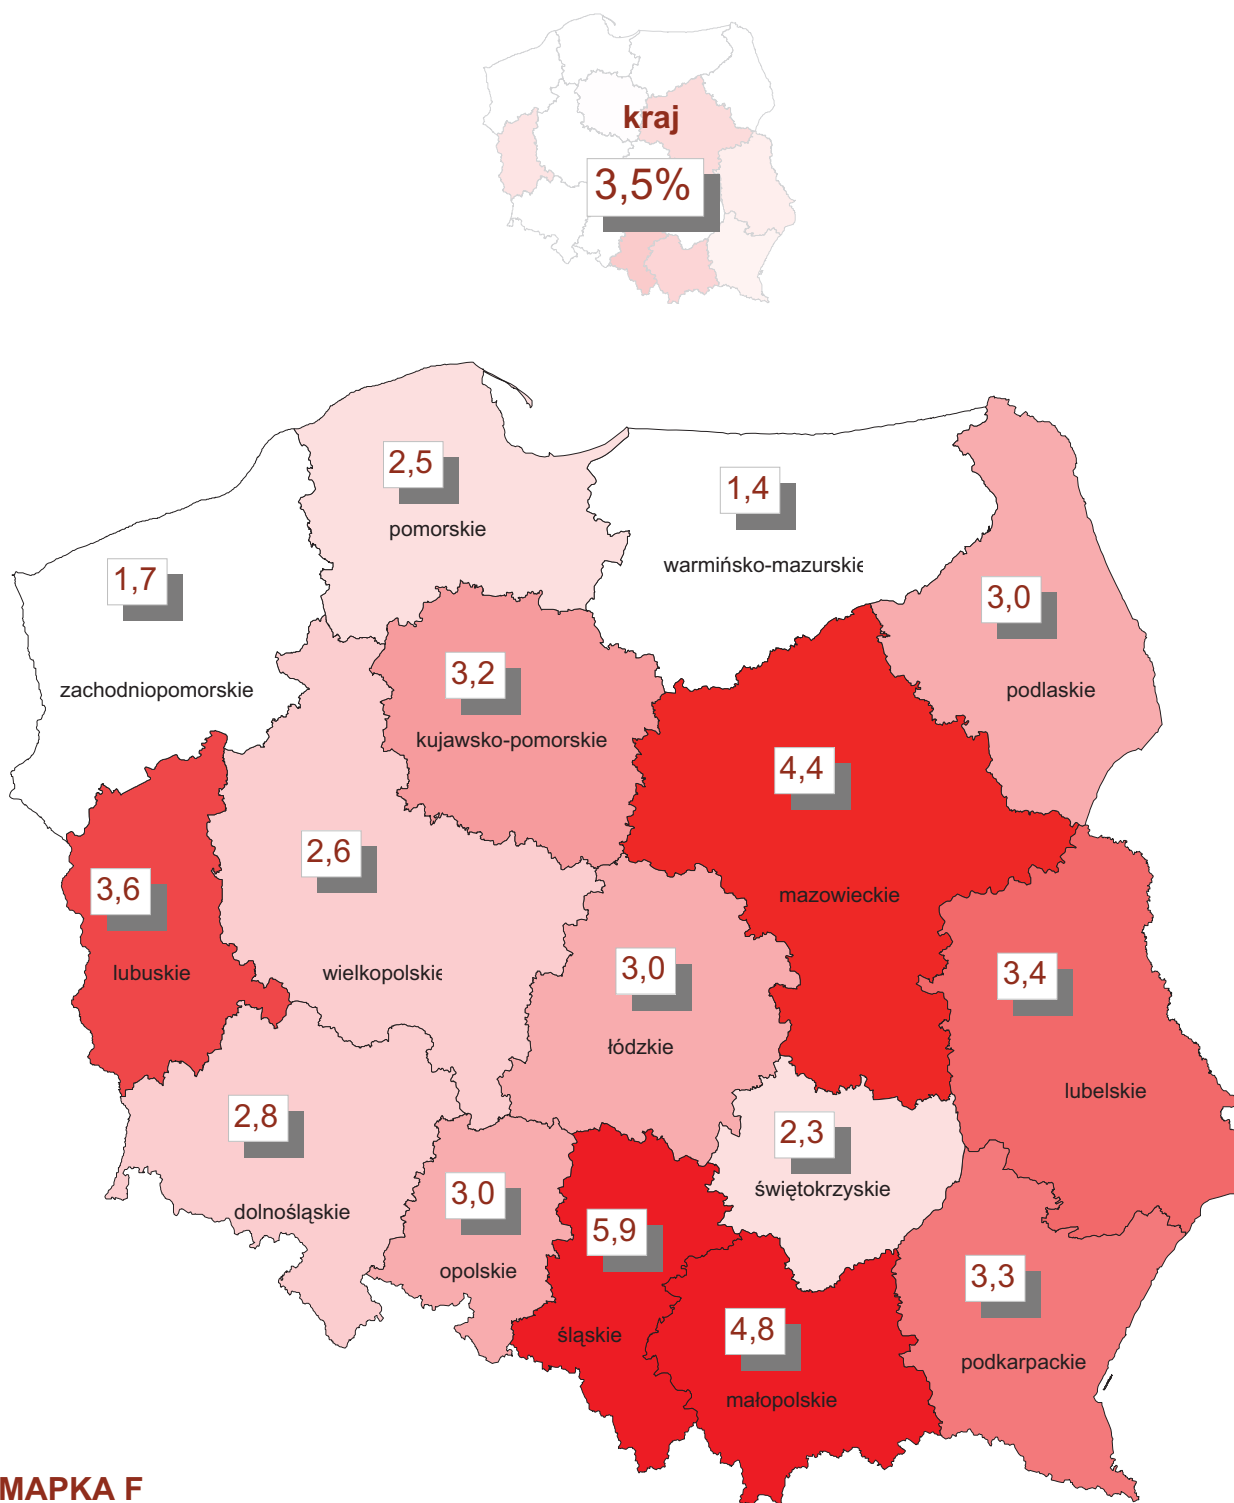 kraj
3,5%
2,5
pomorskie
1,4
warmińsko-mazurskie
1,7
zachodniopomorskie
3,0
podlaskie
3,2
kujawsko-pomorskie
4,4
mazowieckie
2,6
wielkopolskie
3,6
lubuskie
3,0
łódzkie
3,4
lubelskie
2,8
dolnośląskie
2,3
świętokrzyskie
3,0
opolskie
5,9
śląskie
3,3
podkarpackie
4,8
małopolskie
MAPKA F